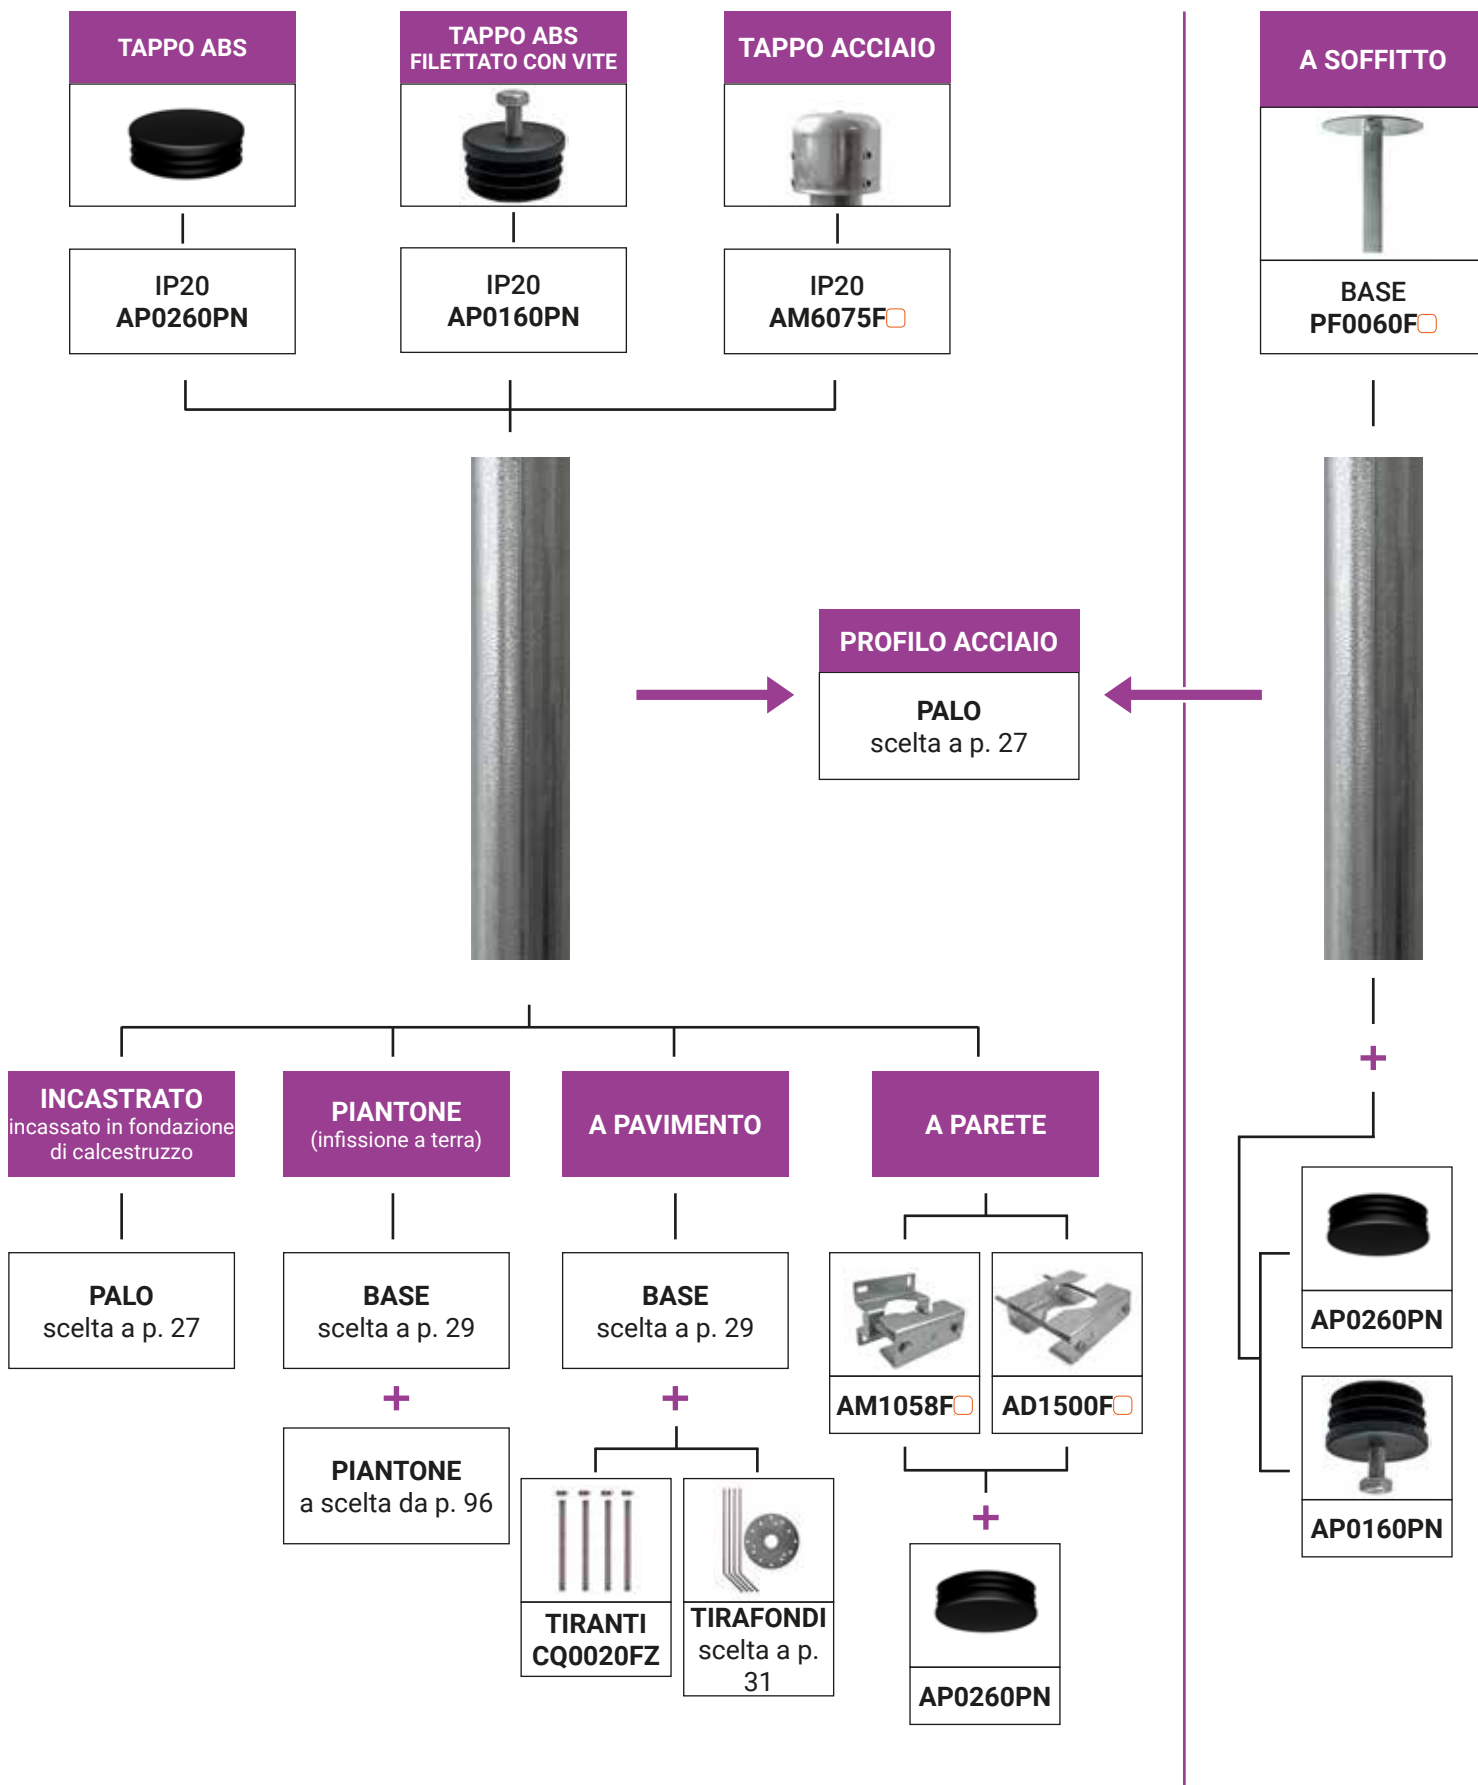 TAPPO ABS
IP20
AP0260PN
TAPPO ABS
FILETTATO CON VITE
IP20
AP0160PN
TAPPO ACCIAIO
IP20
AM6075F
A SOFFITTO
BASE
PF0060F
PROFILO ACCIAIO
PALO
scelta a p. 27
INCASTRATO
incassato in fondazione
di calcestruzzo
PALO
scelta a p. 27
PIANTONE
(infissione a terra)
BASE
scelta a p. 29
+
PIANTONE
a scelta da p. 96
A PAVIMENTO
BASE
scelta a p. 29
+
TIRANTI
CQ0020FZ
TIRAFONDI
scelta a p.
31
A PARETE
AM1058F
AD1500F
+
AP0260PN
+
AP0260PN
AP0160PN